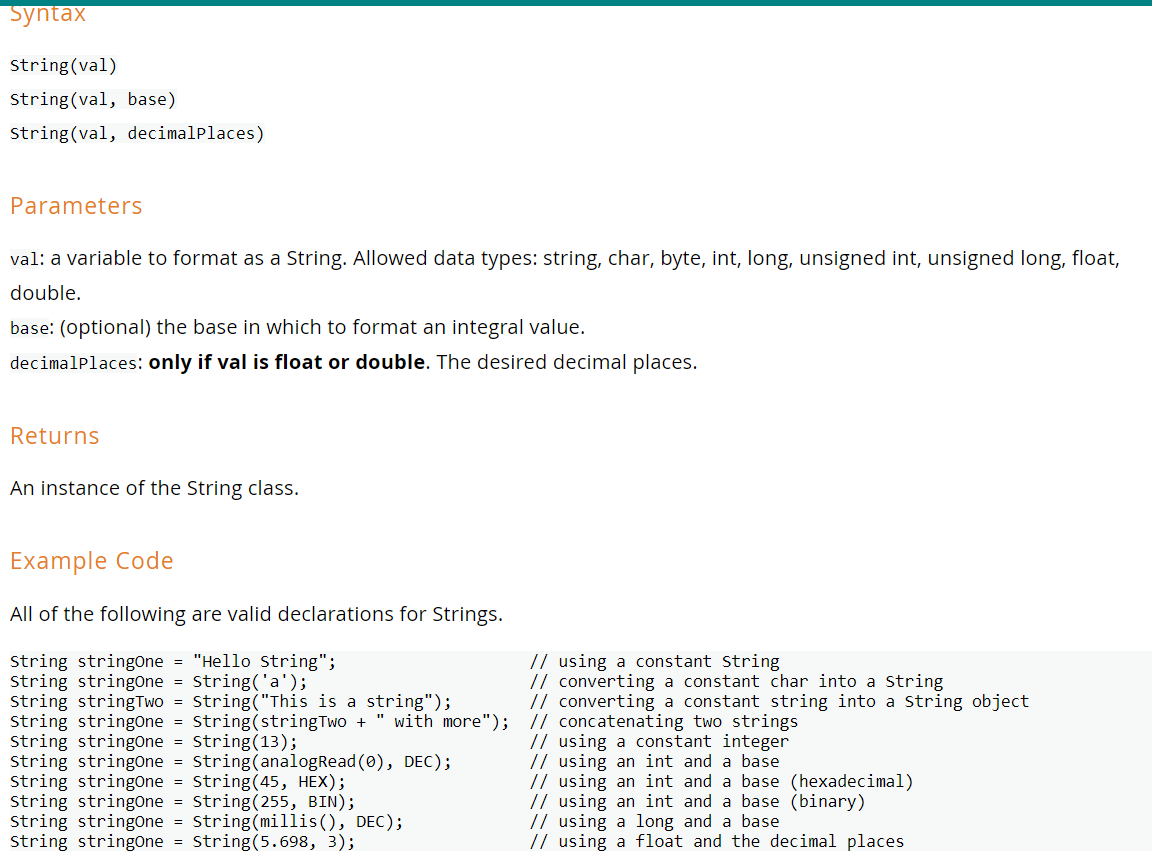 Syntax
String(val)
String(val, base)
String(val, decimalPlaces)
Parameters
val: a variable to format as a String. Allowed data types: string, char, byte, int, long, unsigned int, unsigned long, float,
double.
base: (optional) the base in which to format an integral value.
decimalPlaces: only if val is float or double. The desired decimal places.
Returns
An instance of the String class.
Example Code
All of the following are valid declarations for Strings.
String stringOne = "Hello String";                    // using a constant String
String stringOne = String('a');                       // converting a constant char into a String
String stringTwo = String("This is a string");        // converting a constant string into a String object
String stringOne = String(stringTwo + " with more");  // concatenating two strings
String stringOne = String(13);                        // using a constant integer
String stringOne = String(analogRead(0), DEC);        // using an int and a base
String stringOne = String(45, HEX);                   // using an int and a base (hexadecimal)
String stringOne = String(255, BIN);                  // using an int and a base (binary)
String stringOne = String(millis(), DEC);             // using a long and a base
String stringOne = String(5.698, 3);                  // using a float and the decimal places